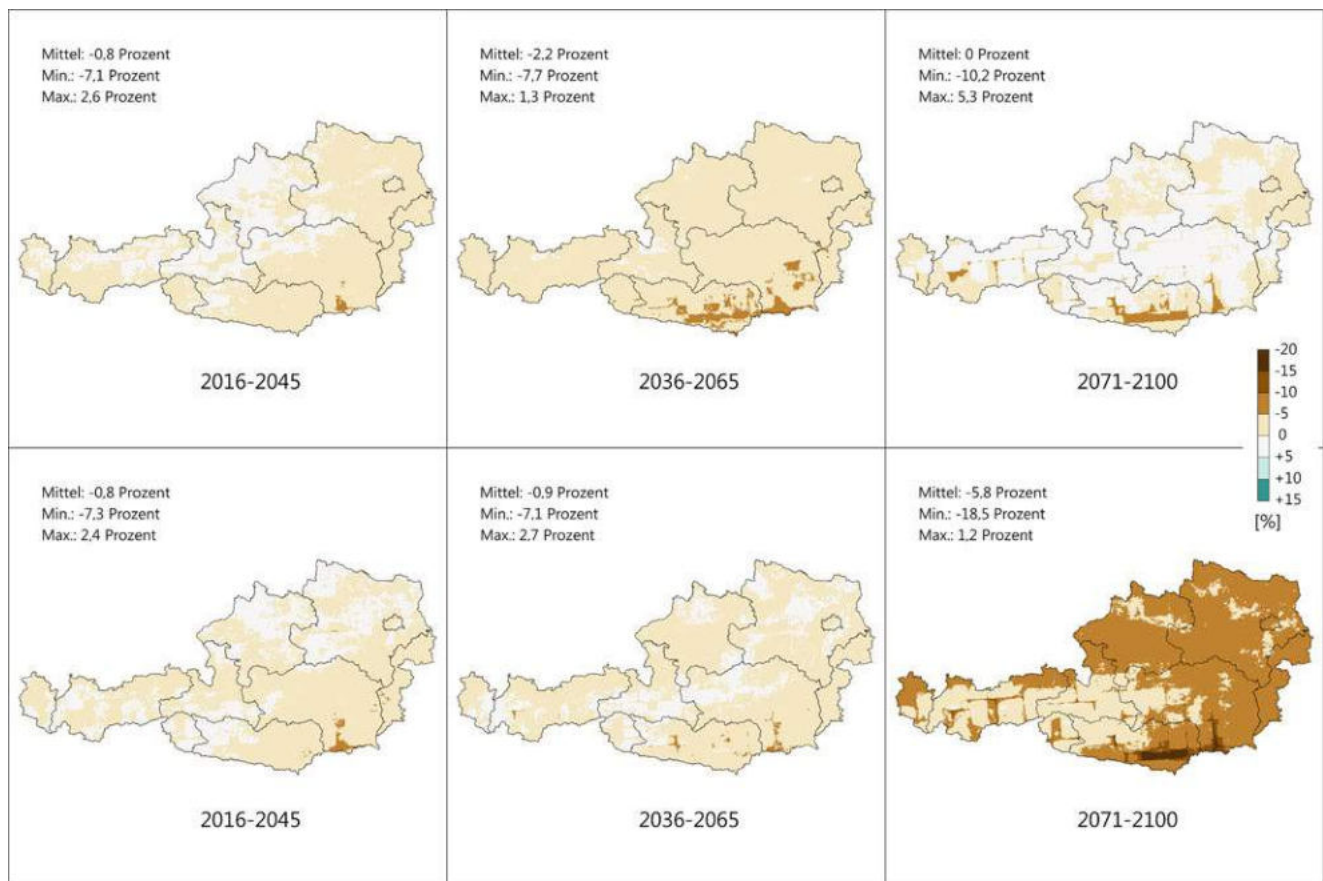 Mittel: -0,8 Prozent
Min.: -7,1 Prozent
Max.: 2,6 Prozent
2016-2045
Mittel: -2,2 Prozent
Min.: -7,7 Prozent
Max.: 1,3 Prozent
2036-2065
Mittel: 0 Prozent
Min.: -10,2 Prozent
Max.: 5,3 Prozent
2071-2100
-20
-15
-10
-5
0
+5
+10
+15
[%]
Mittel: -0,8 Prozent
Min.: -7,3 Prozent
Max.: 2,4 Prozent
2016-2045
Mittel: -0,9 Prozent
Min.: -7,1 Prozent
Max.: 2,7 Prozent
2036-2065
Mittel: -5,8 Prozent
Min.: -18,5 Prozent
Max.: 1,2 Prozent
2071-2100